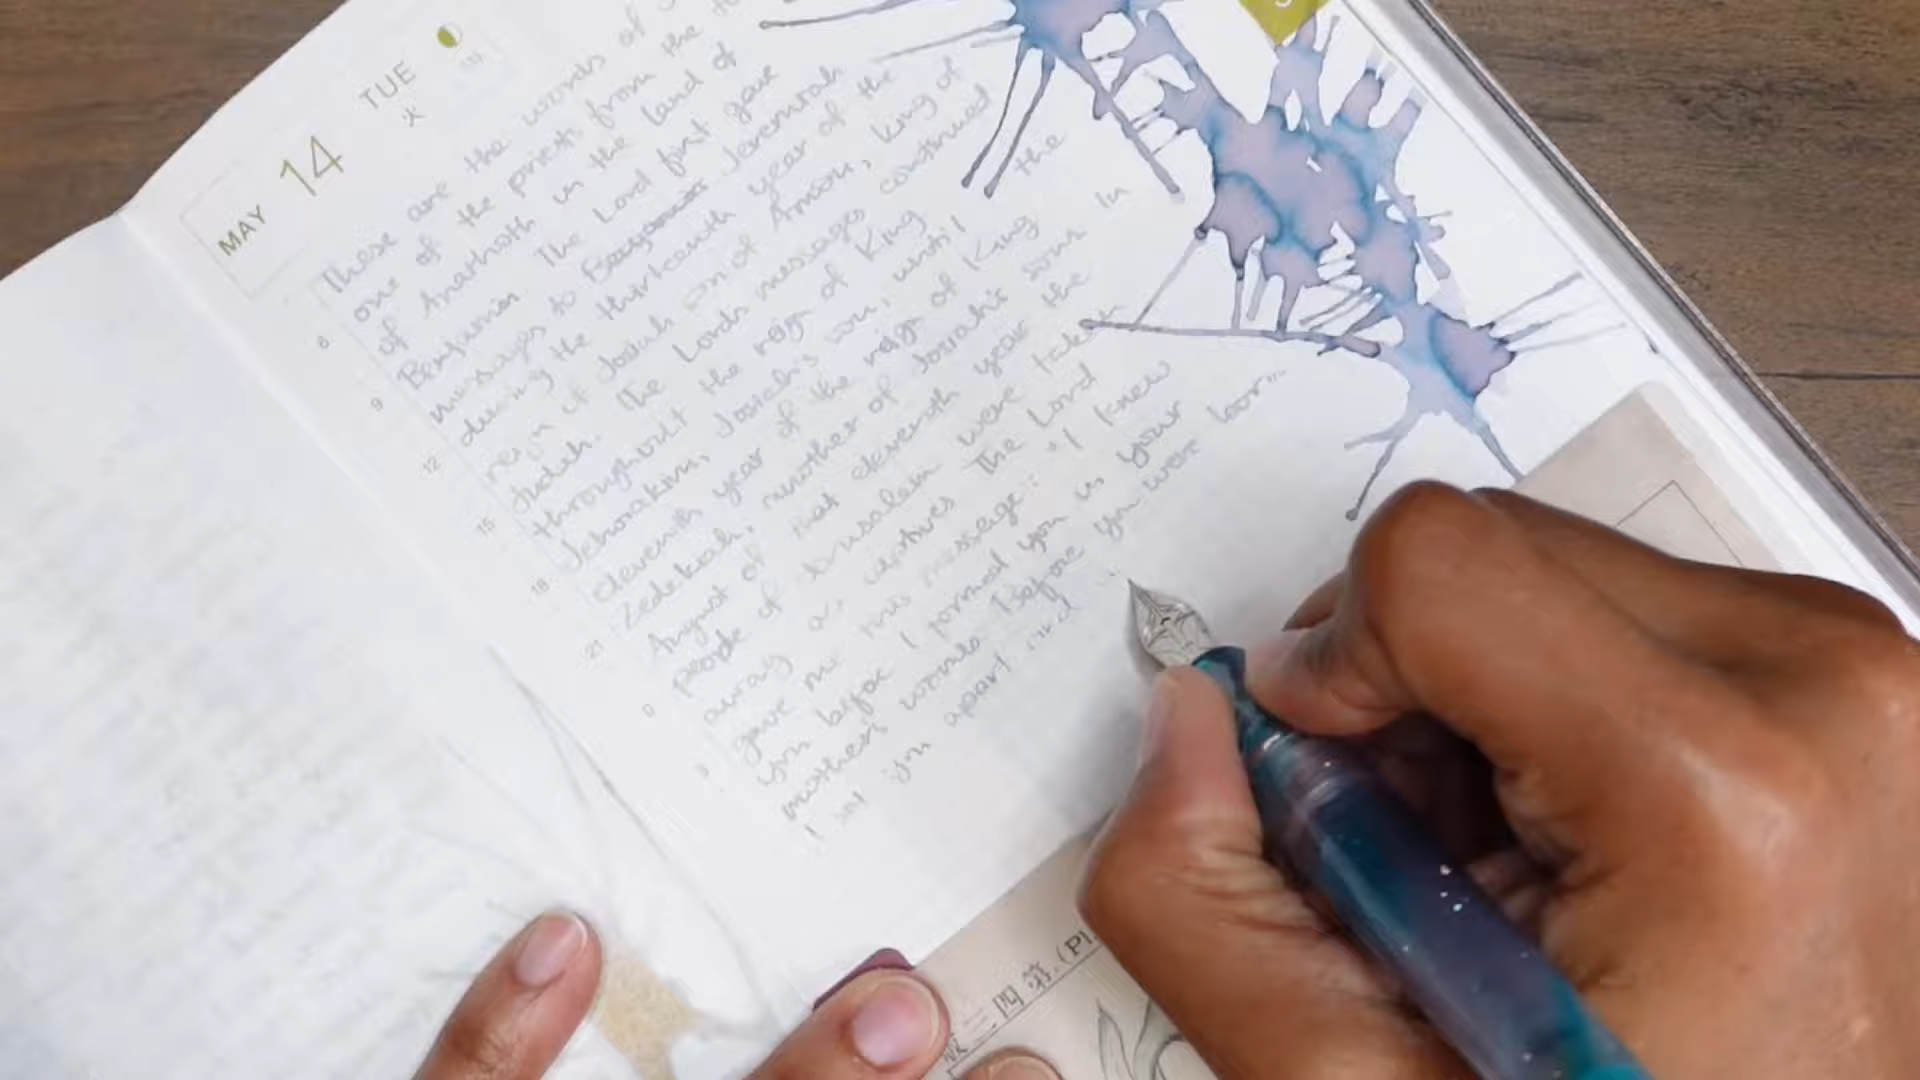 MAY 14 TUE 火
These are the words of
one of the priests from the
of Anathoth in the land of
Benjamin The Lord first gave
messages to Jeremiah
during the thirteenth year of the
reign of Josiah son of Amon, king of
Judah. The Lords messages continued
throughout the reign of King
Jehoiakim, Josiah's son, until the
eleventh year of the reign of King
Zedekiah, another of Josiah's sons In
August of that eleventh year the
people of Jerusalem were taken
away as captives The Lord
gave me this message: "I knew
you before I formed you in your
mother's womb Before you were born
I set you apart and
6
9
12
15
18
21
0
3
三 四 第 (P1.